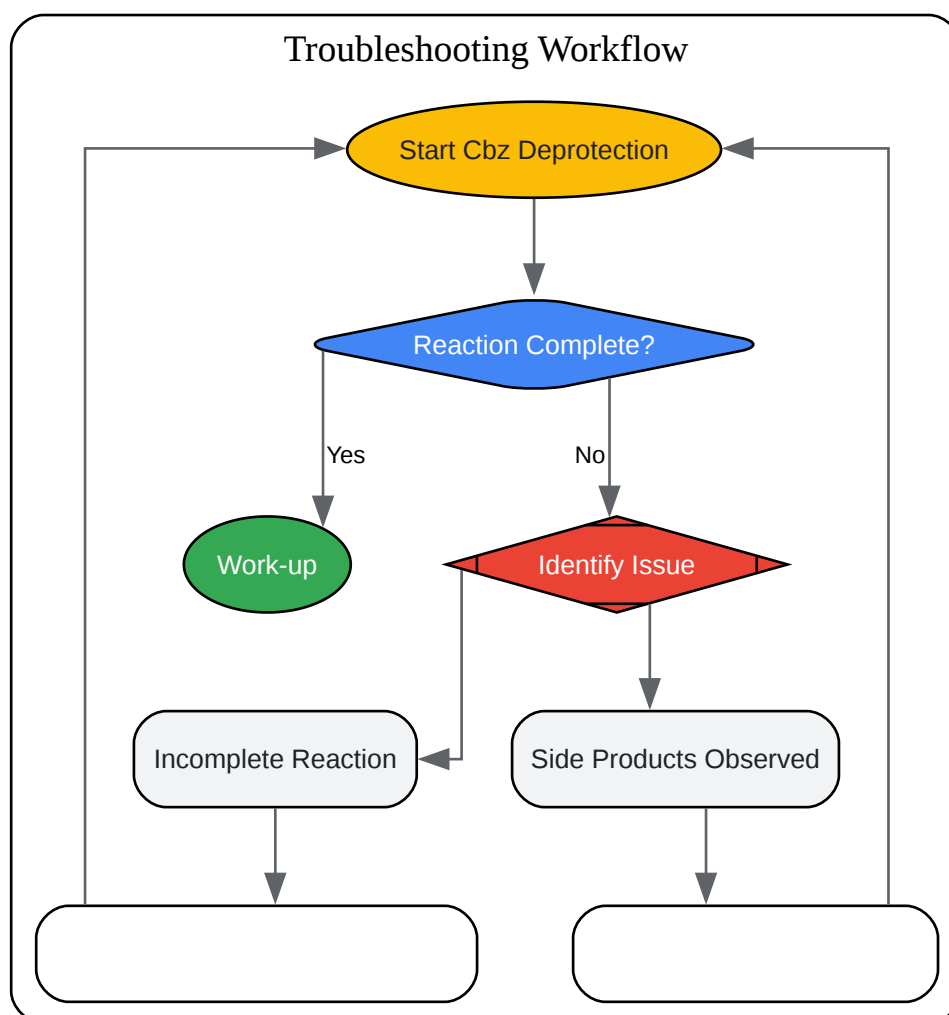 Troubleshooting Workflow
Start Cbz Deprotection
Reaction Complete?
Yes
No
Work-up
Identify Issue
Incomplete Reaction
Side Products Observed